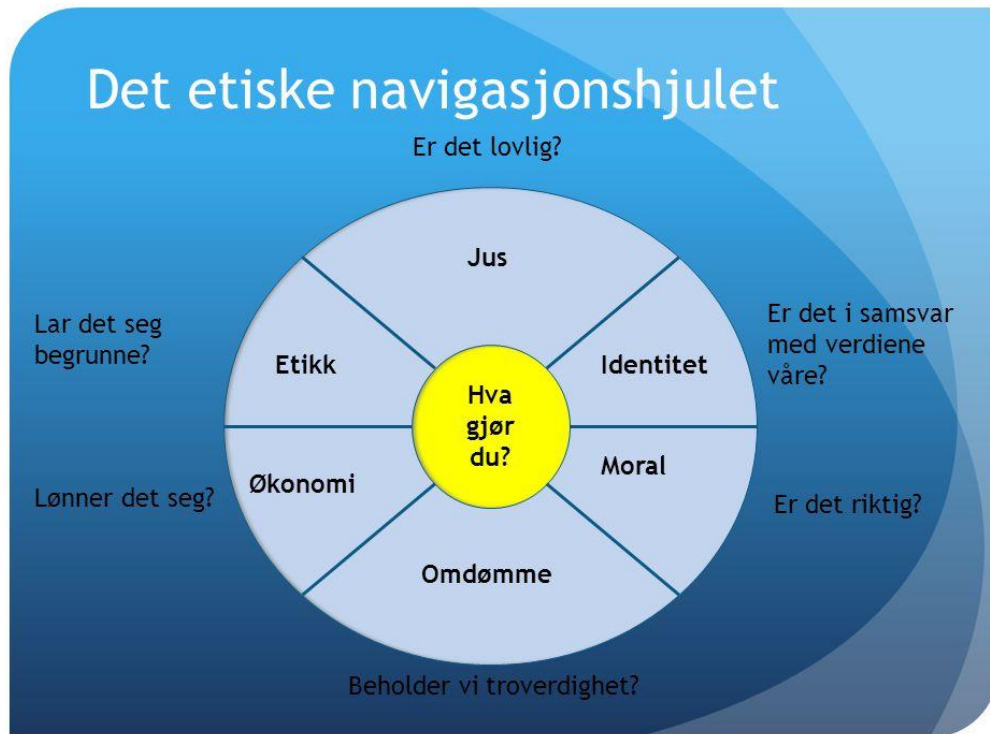 Det etiske navigasjonshjulet
Er det lovlig?
Jus
Er det i samsvar
med verdiene
våre?
Identitet
Moral
Er det riktig?
Omdømme
Beholder vi troverdighet?
Økonomi
Lønner det seg?
Etikk
Lar det seg
begrunne?
Hva
gjør
du?